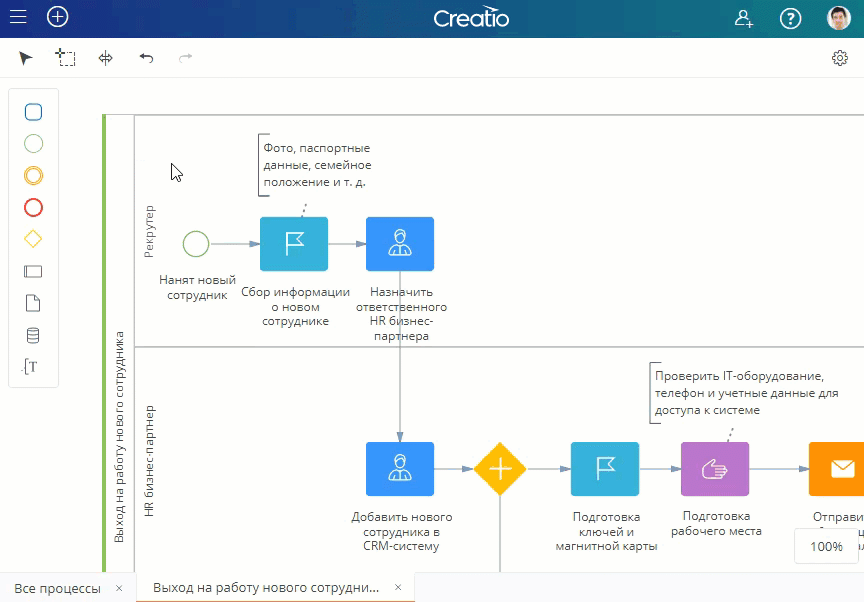 Creatio
Фото, паспортные
данные, семейное
положение и т. д.
Рекрутер
Нанят новый
сотрудник
Сбор информации
о новом
сотруднике
Назначить
ответственного
HR бизнес-
партнера
Выход на работу нового сотрудника
HR бизнес-партнер
Проверить IT-оборудование,
телефон и учетные данные для
доступа к системе
Добавить нового
сотрудника в
CRM-систему
Подготовка
ключей и
магнитной карты
Подготовка
рабочего места
Отправи
100%
Все процессы
Выход на работу нового сотрудни...